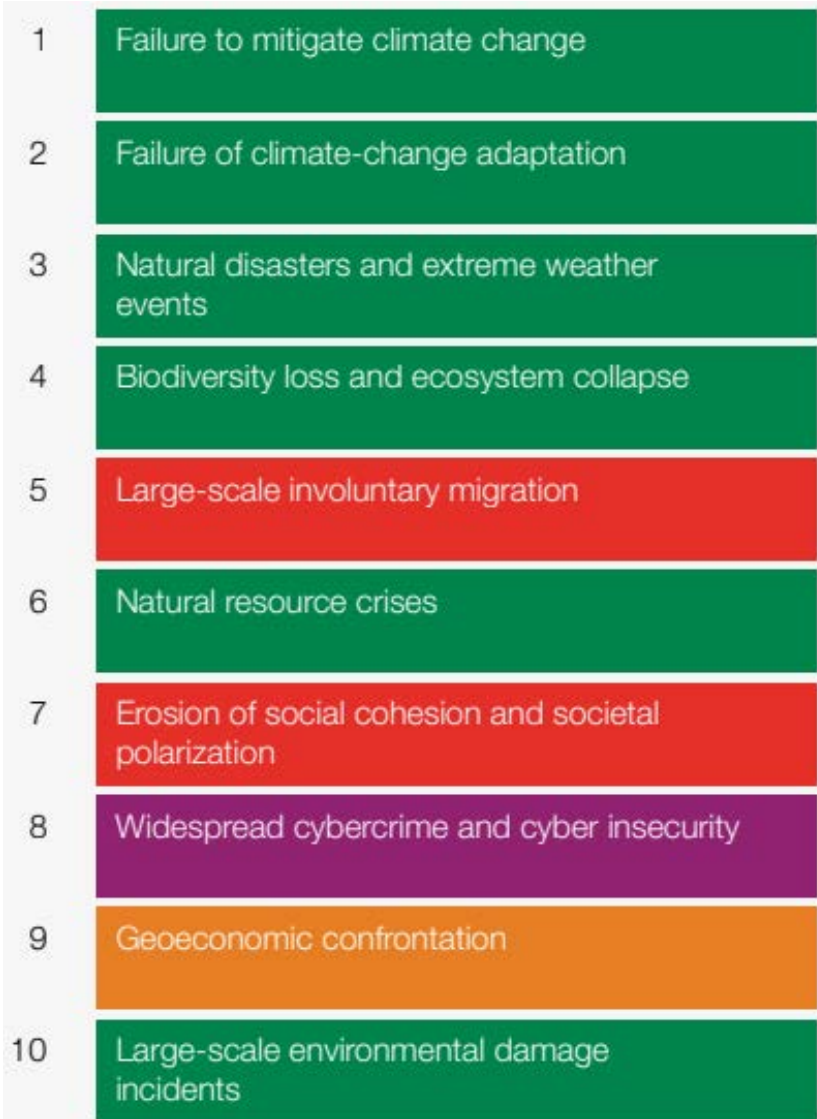 1 Failure to mitigate climate change
2 Failure of climate-change adaptation
3 Natural disasters and extreme weather
events
4 Biodiversity loss and ecosystem collapse
5 Large-scale involuntary migration
6 Natural resource crises
7 Erosion of social cohesion and societal
polarization
8 Widespread cybercrime and cyber insecurity
9 Geoeconomic confrontation
10 Large-scale environmental damage
incidents